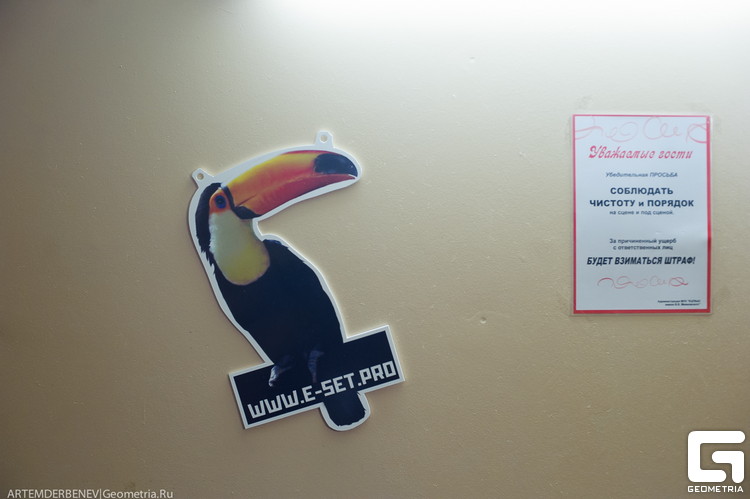 WWW.E-SET.PRO
Уважаемые гости
Убедительная ПРОСЬБА
СОБЛЮДАТЬ
ЧИСТОТУ и ПОРЯДОК
на сцене и под сценой.
За причиненный ущерб
с ответственных лиц
БУДЕТ ВЗИМАТЬСЯ ШТРАФ!
ARTEMDERBENEV|Geometria.Ru
GEOMETRIA